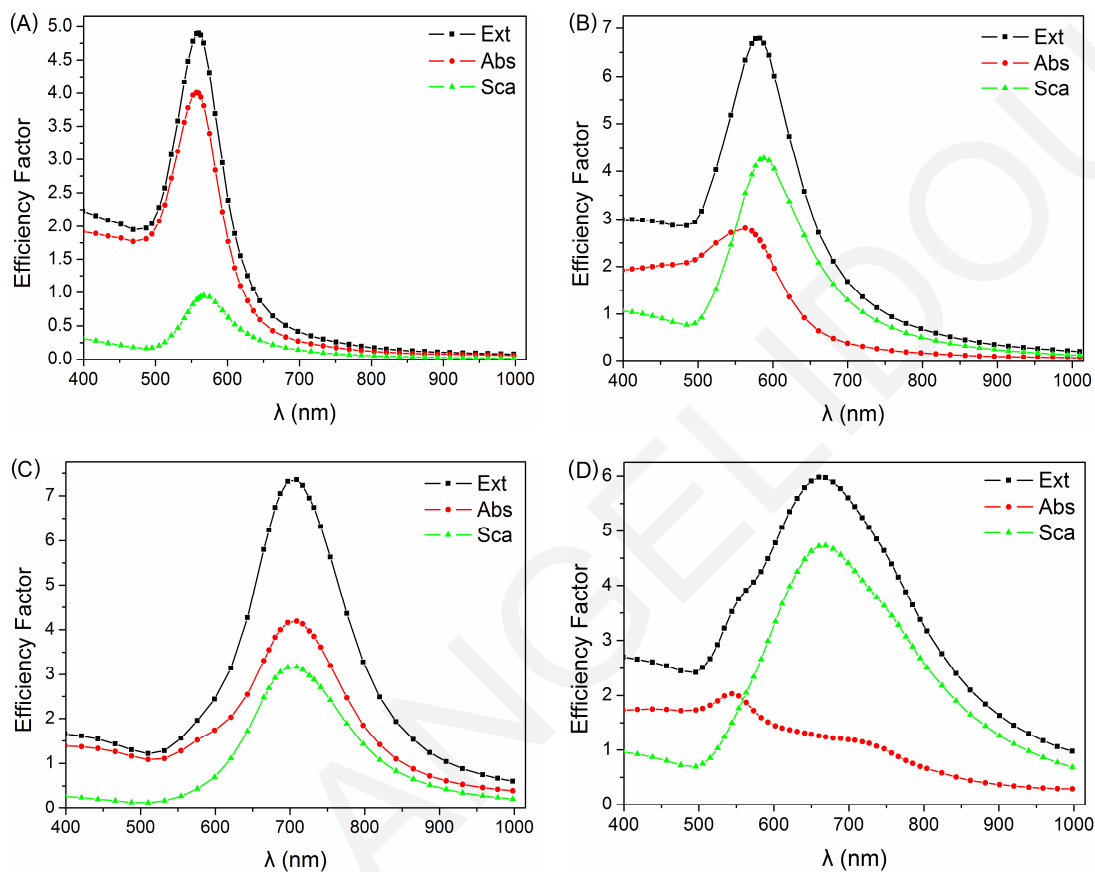 (A)
Ext
Abs
Sca
5.0
4.5
4.0
3.5
3.0
2.5
2.0
1.5
1.0
0.5
0.0
Efficiency Factor
400 500 600 700 800 900 1000
λ (nm)
(B)
Ext
Abs
Sca
7
6
5
4
3
2
1
0
Efficiency Factor
400 500 600 700 800 900 1000
λ (nm)
(C)
Ext
Abs
Sca
7
6
5
4
3
2
1
0
Efficiency Factor
400 500 600 700 800 900 1000
λ (nm)
(D)
Ext
Abs
Sca
6
5
4
3
2
1
0
Efficiency Factor
400 500 600 700 800 900 1000
λ (nm)
ANGELIDOU